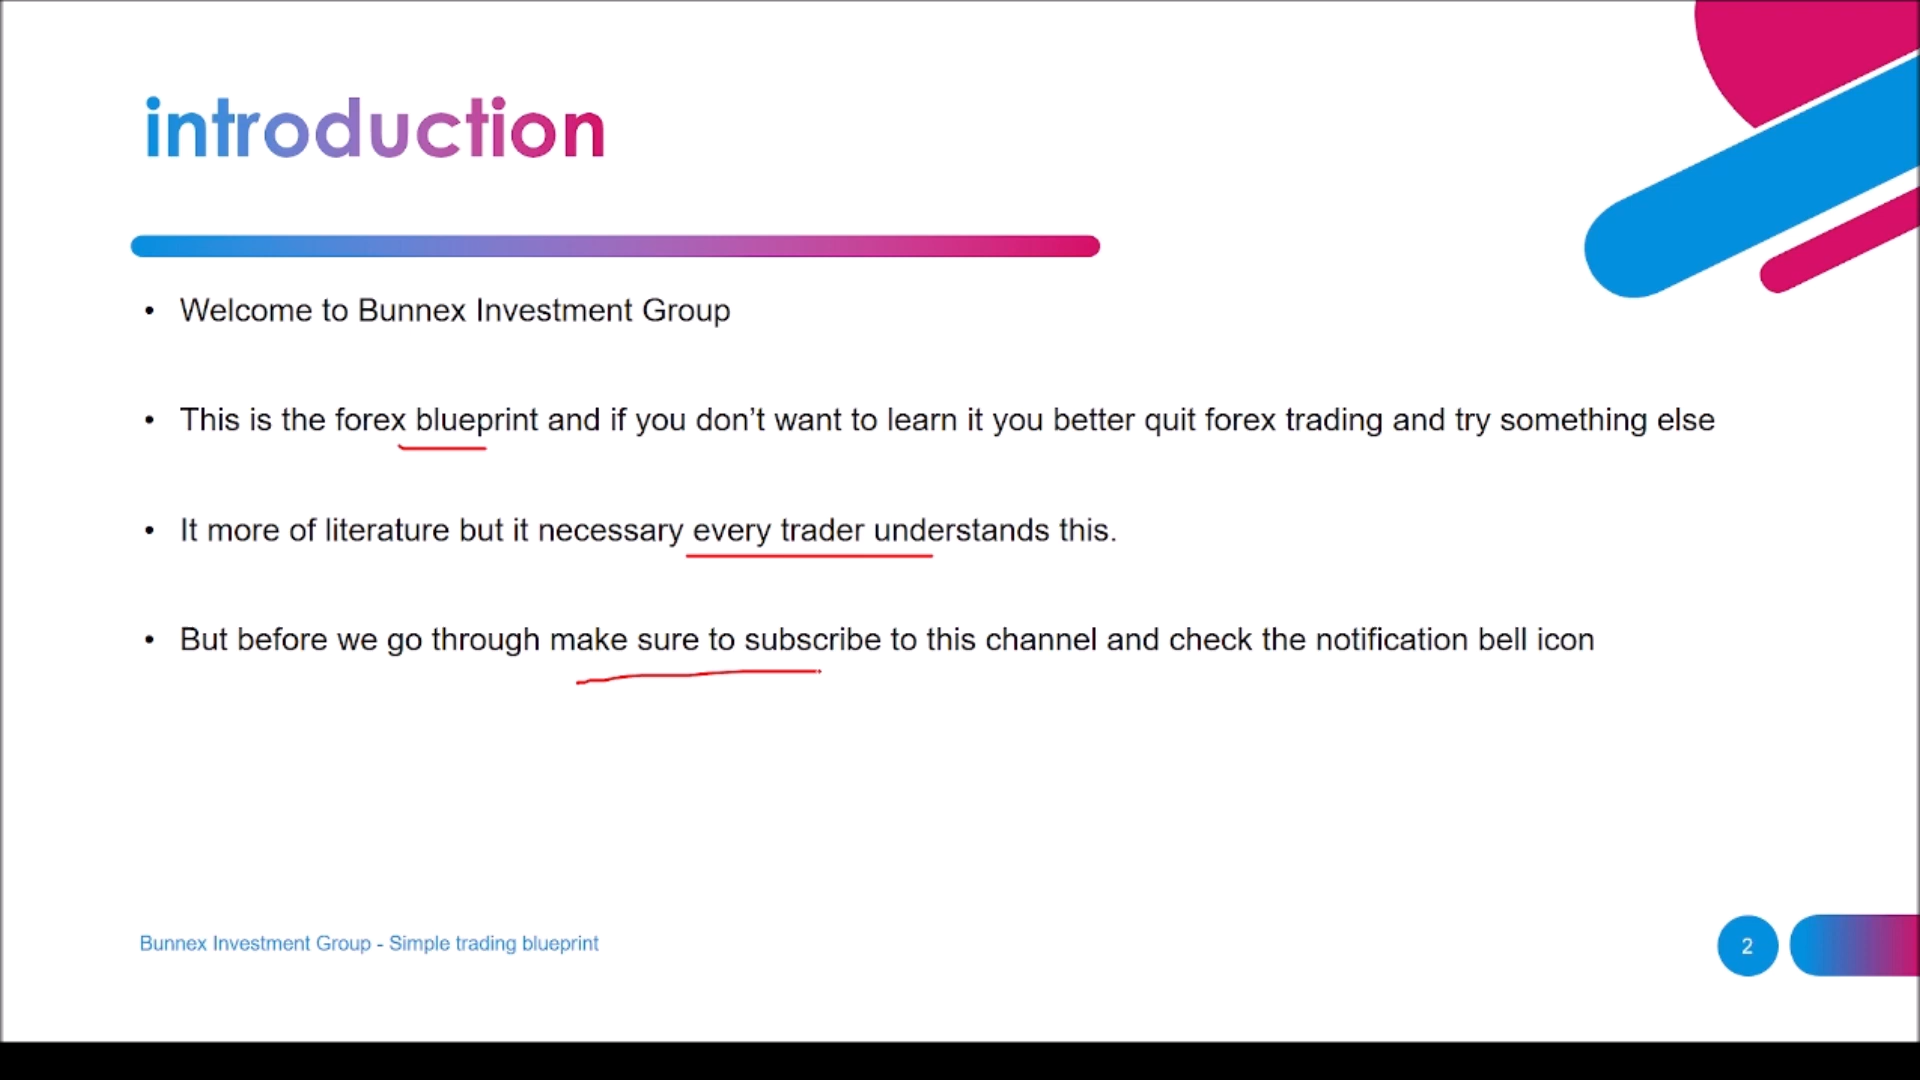 introduction
• Welcome to Bunnex Investment Group
• This is the forex blueprint and if you don’t want to learn it you better quit forex trading and try something else
• It more of literature but it necessary every trader understands this.
• But before we go through make sure to subscribe to this channel and check the notification bell icon
Bunnex Investment Group - Simple trading blueprint
2